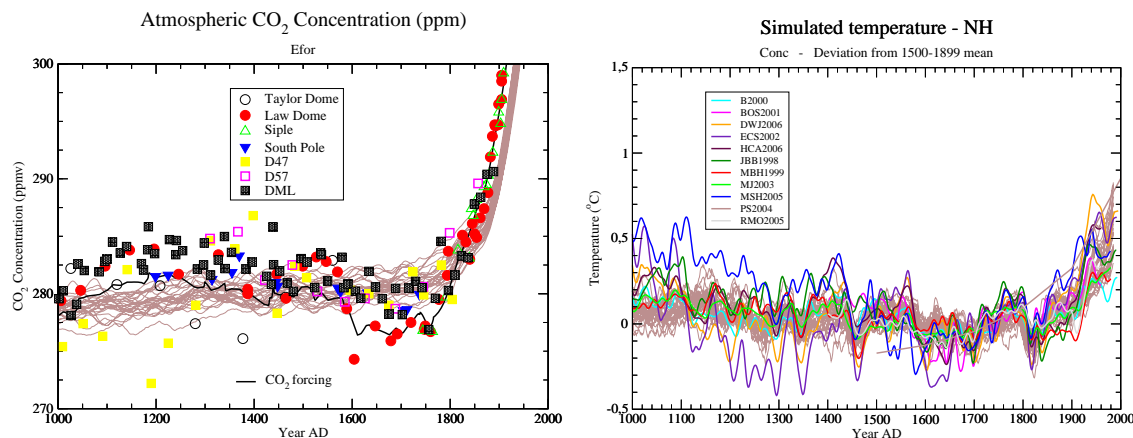 Atmospheric CO2 Concentration (ppm)
Efor
300
290
280
270
CO2 Concentration (ppmv)
Taylor Dome
Law Dome
Siple
South Pole
D47
D57
DML
CO2 forcing
1000 1200 1400 1600 1800 2000
Year AD
Simulated temperature - NH
Conc - Deviation from 1500-1899 mean
1,5
1
0,5
0
-0,5
Temperature (°C)
B2000
BOS2001
DWJ2006
ECS2002
HCA2006
JBB1998
MBH1999
MJ2003
MSH2005
PS2004
RMO2005
1000 1100 1200 1300 1400 1500 1600 1700 1800 1900 2000
Year AD